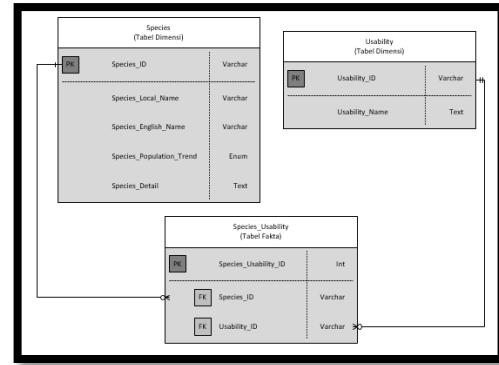 Species
(Tabel Dimensi)
PK Species_ID Varchar
Species_Local_Name Varchar
Species_English_Name Varchar
Species_Population_Trend Enum
Species_Detail Text
Usability
(Tabel Dimensi)
PK Usability_ID Varchar
Usability_Name Text
Species_Usability
(Tabel Fakta)
PK Species_Usability_ID Int
FK Species_ID Varchar
FK Usability_ID Varchar